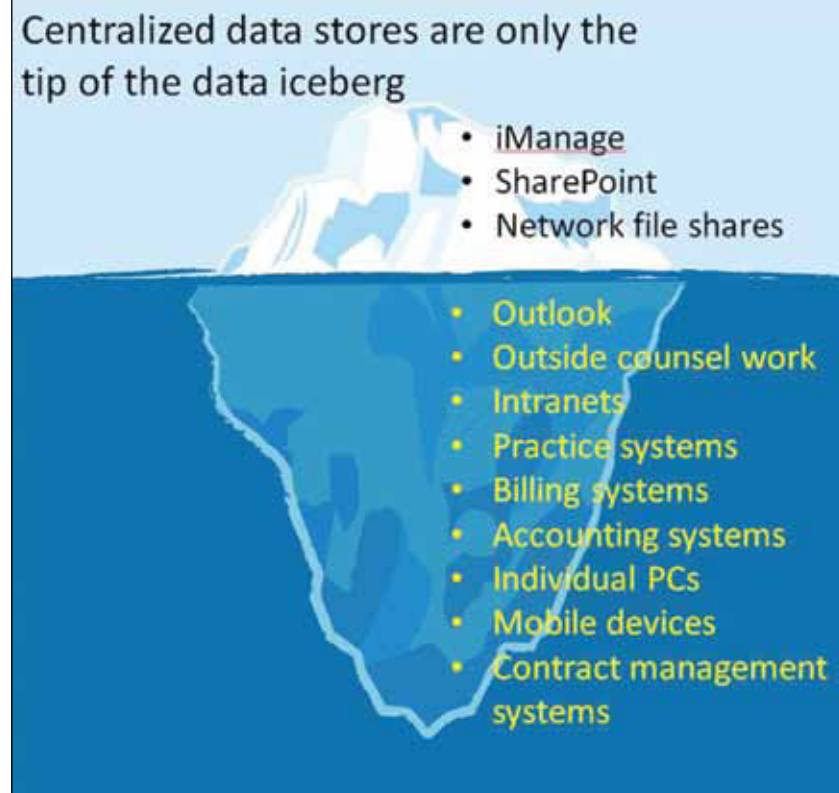 Centralized data stores are only the
tip of the data iceberg
• iManage
• SharePoint
• Network file shares
• Outlook
• Outside counsel work
• Intranets
• Practice systems
• Billing systems
• Accounting systems
• Individual PCs
• Mobile devices
• Contract management
systems